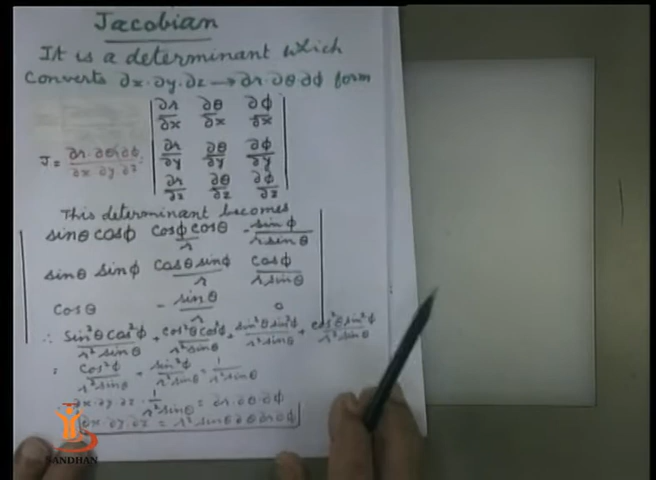 Jacobian
It is a determinant which
Converts ∂x·∂y·∂z → ∂r·∂θ∂φ form
J = ∂r·∂θ∂φ / ∂x ∂y ∂z : | ∂r/∂x ∂θ/∂x ∂φ/∂x |
| ∂r/∂y ∂θ/∂y ∂φ/∂y |
| ∂r/∂z ∂θ/∂z ∂φ/∂z |
This determinant becomes
| sinθ cosφ cosφ cosθ/r - sinφ/r sinθ |
| sinθ sinφ cosθ sinφ/r cosφ/r sinθ |
| cosθ - sinθ/r 0 |
∴ sin²θ cos²φ/r² sinθ + cos²θ cos²φ/r² sinθ + sin²θ sin²φ/r² sinθ + cos²θ sin²φ/r² sinθ
= cos²φ/r² sinθ + sin²φ/r² sinθ = 1/r² sinθ
∂x·∂y ∂z · 1/r² sinθ = ∂r·∂θ ∂φ
∂x·∂y ∂z = r² sinθ ∂θ ∂r ∂φ
SANDHAN